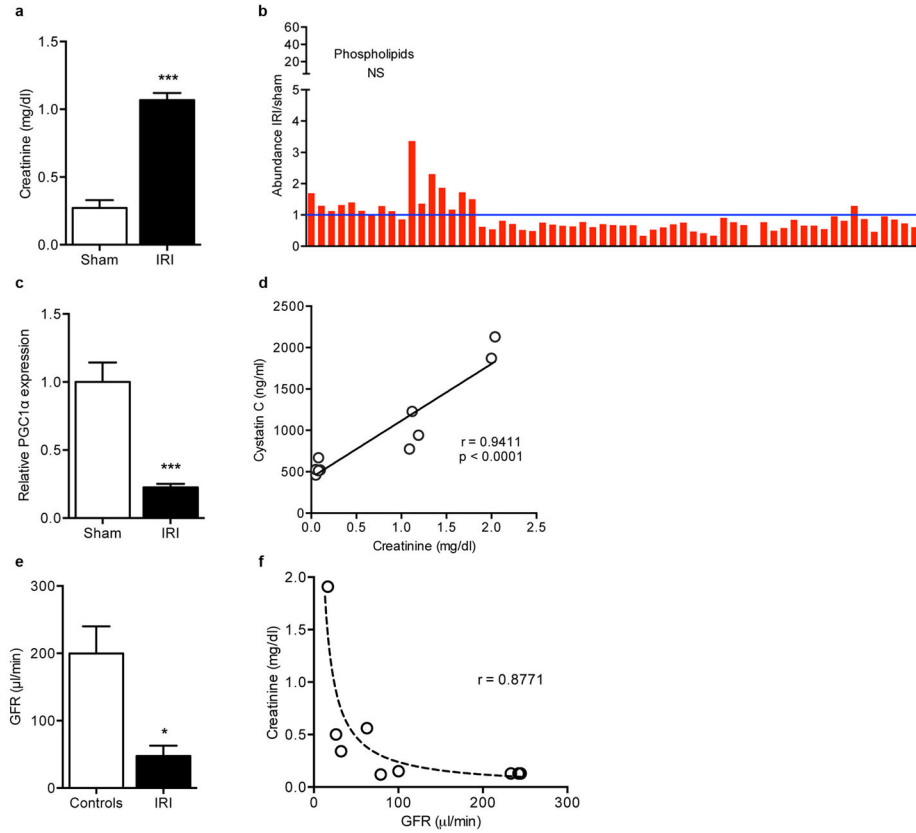 a
Creatinine (mg/dl)
1.5
1.0
0.5
0.0
***
Sham
IRI
b
Abundance IRI/sham
60
40
20
5
4
3
2
1
0
Phospholipids
NS
c
Relative PGC1α expression
1.5
1.0
0.5
0.0
***
Sham
IRI
d
Cystatin C (ng/ml)
2500
2000
1500
1000
500
0
r = 0.9411
p < 0.0001
0.0 0.5 1.0 1.5 2.0 2.5
Creatinine (mg/dl)
e
GFR (µl/min)
300
200
100
0
*
Controls
IRI
f
Creatinine (mg/dl)
2.0
1.5
1.0
0.5
0.0
r = 0.8771
0 100 200 300
GFR (µl/min)